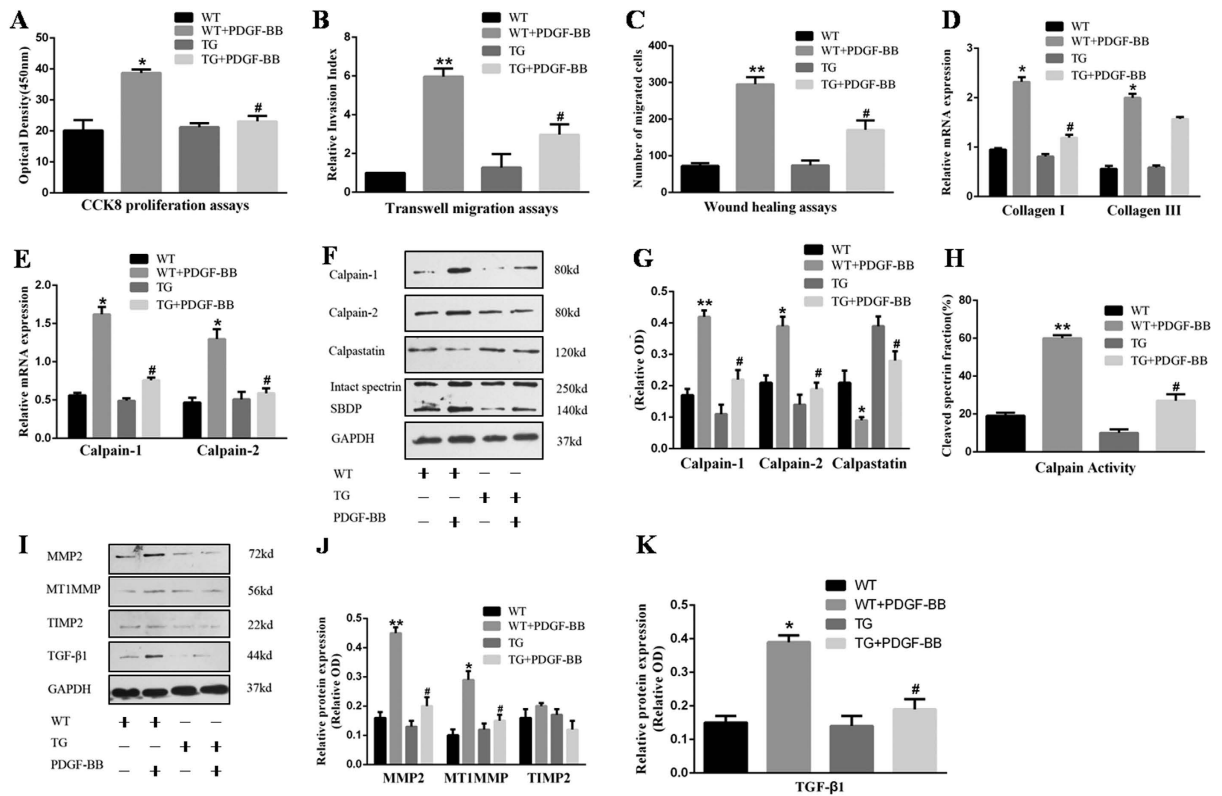 A
WT
WT+PDGF-BB
TG
TG+PDGF-BB
Optical Density(450nm)
50
40
30
20
10
0
*
#
CCK8 proliferation assays
B
WT
WT+PDGF-BB
TG
TG+PDGF-BB
Relative Invasion Index
8
6
4
2
0
**
#
Transwell migration assays
C
WT
WT+PDGF-BB
TG
TG+PDGF-BB
Number of migrated cells
400
300
200
100
0
**
#
Wound healing assays
D
WT
WT+PDGF-BB
TG
TG+PDGF-BB
Relative mRNA expression
3
2
1
0
*
#
*
Collagen I Collagen III
E
WT
WT+PDGF-BB
TG
TG+PDGF-BB
Relative mRNA expression
2.0
1.5
1.0
0.5
0.0
*
#
*
#
Calpain-1 Calpain-2
F
Calpain-1 80kd
Calpain-2 80kd
Calpastatin 120kd
Intact spectrin 250kd
SBDP 140kd
GAPDH 37kd
WT + + — —
TG — — + +
PDGF-BB — + — +
G
WT
WT+PDGF-BB
TG
TG+PDGF-BB
(Relative OD)
0.5
0.4
0.3
0.2
0.1
0.0
**
#
*
#
*
#
Calpain-1 Calpain-2 Calpastatin
H
WT
WT+PDGF-BB
TG
TG+PDGF-BB
Cleaved spectrin fraction(%)
80
60
40
20
0
**
#
Calpain Activity
I
MMP2 72kd
MT1MMP 56kd
TIMP2 22kd
TGF-β1 44kd
GAPDH 37kd
WT + + — —
TG — — + +
PDGF-BB — + — +
J
WT
WT+PDGF-BB
TG
TG+PDGF-BB
Relative protein expression
(Relative OD)
0.5
0.4
0.3
0.2
0.1
0.0
**
#
*
#
MMP2 MT1MMP TIMP2
K
WT
WT+PDGF-BB
TG
TG+PDGF-BB
Relative protein expression
(Relative OD)
0.5
0.4
0.3
0.2
0.1
0.0
*
#
TGF-β1